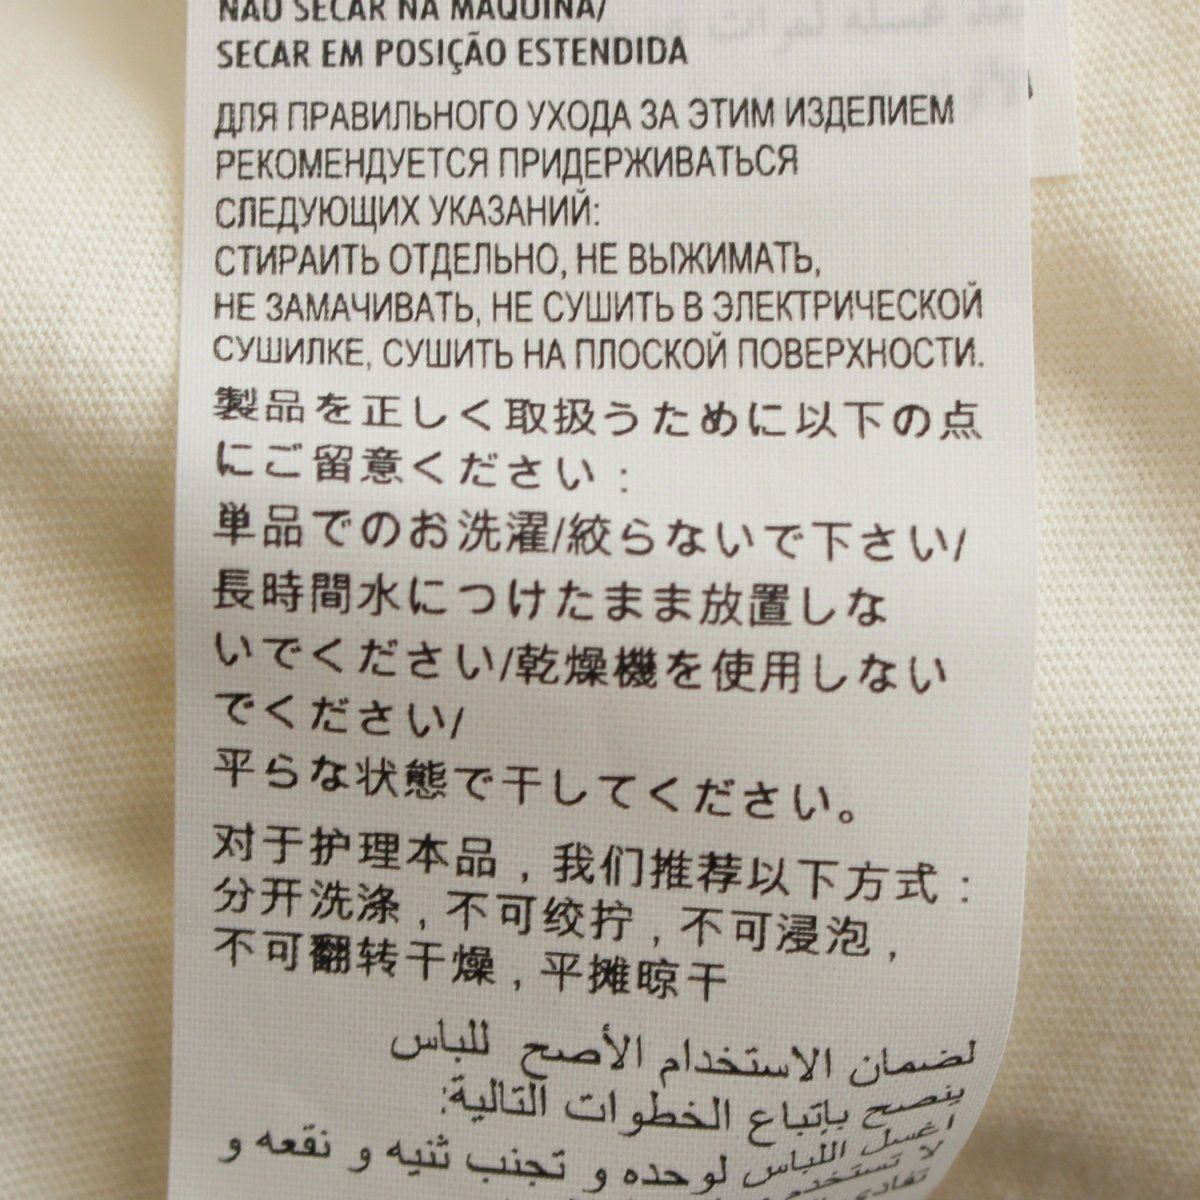 NÃO SECAR NA MÁQUINA/
SECAR EM POSIÇÃO ESTENDIDA
ДЛЯ ПРАВИЛЬНОГО УХОДА ЗА ЭТИМ ИЗДЕЛИЕМ
РЕКОМЕНДУЕТСЯ ПРИДЕРЖИВАТЬСЯ
СЛЕДУЮЩИХ УКАЗАНИЙ:
СТИРАИТЬ ОТДЕЛЬНО, НЕ ВЫЖИМАТЬ,
НЕ ЗАМАЧИВАТЬ, НЕ СУШИТЬ В ЭЛЕКТРИЧЕСКОЙ
СУШИЛКЕ, СУШИТЬ НА ПЛОСКОЙ ПОВЕРХНОСТИ.
製品を正しく取扱うために以下の点
にご留意ください:
単品でのお洗濯/絞らないで下さい/
長時間水につけたまま放置しな
いでください/乾燥機を使用しない
でください/
平らな状態で干してください。
对于护理本品,我们推荐以下方式:
分开洗涤,不可绞拧,不可浸泡,
不可翻转干燥,平摊晾干
لضمان الاستخدام الأصح للباس
ينصح بإتباع الخطوات التالية:
اغسل اللباس لوحده و تجنب ثنيه و نقعه و
لا تستخدم
تفادى